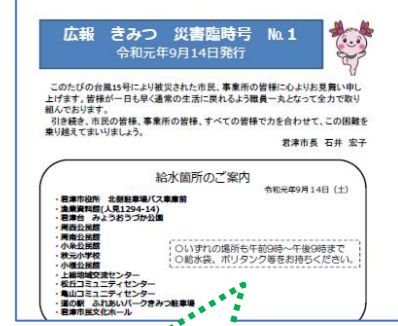 広報 きみつ 災害臨時号 №1
令和元年9月14日発行
このたびの台風15号により被災された市民、事業所の皆様に心よりお見舞い申し
上げます。皆様が一日も早く通常の生活に戻れるよう職員一丸となって全力で取り
組んでおります。
引き続き、市民の皆様、事業所の皆様、すべての皆様で力を合わせて、この困難を
乗り越えてまいりましょう。
君津市長 石井 宏子
給水箇所のご案内
令和元年9月14日（土）
・君津市役所 北側駐車場バス車庫前
・漁業資料館(人見1294-14)
・君津台 みょうおうづか公園
・周西公民館
・周南公民館
・小糸公民館
・秋元小学校
・小櫃公民館
・上総地域交流センター
・松丘コミュニティセンター
・亀山コミュニティセンター
・道の駅 ふれあいパークきみつ駐車場
・君津市民文化ホール
○いずれの場所も午前9時～午後9時まで
○給水袋、ポリタンク等をお持ちください。